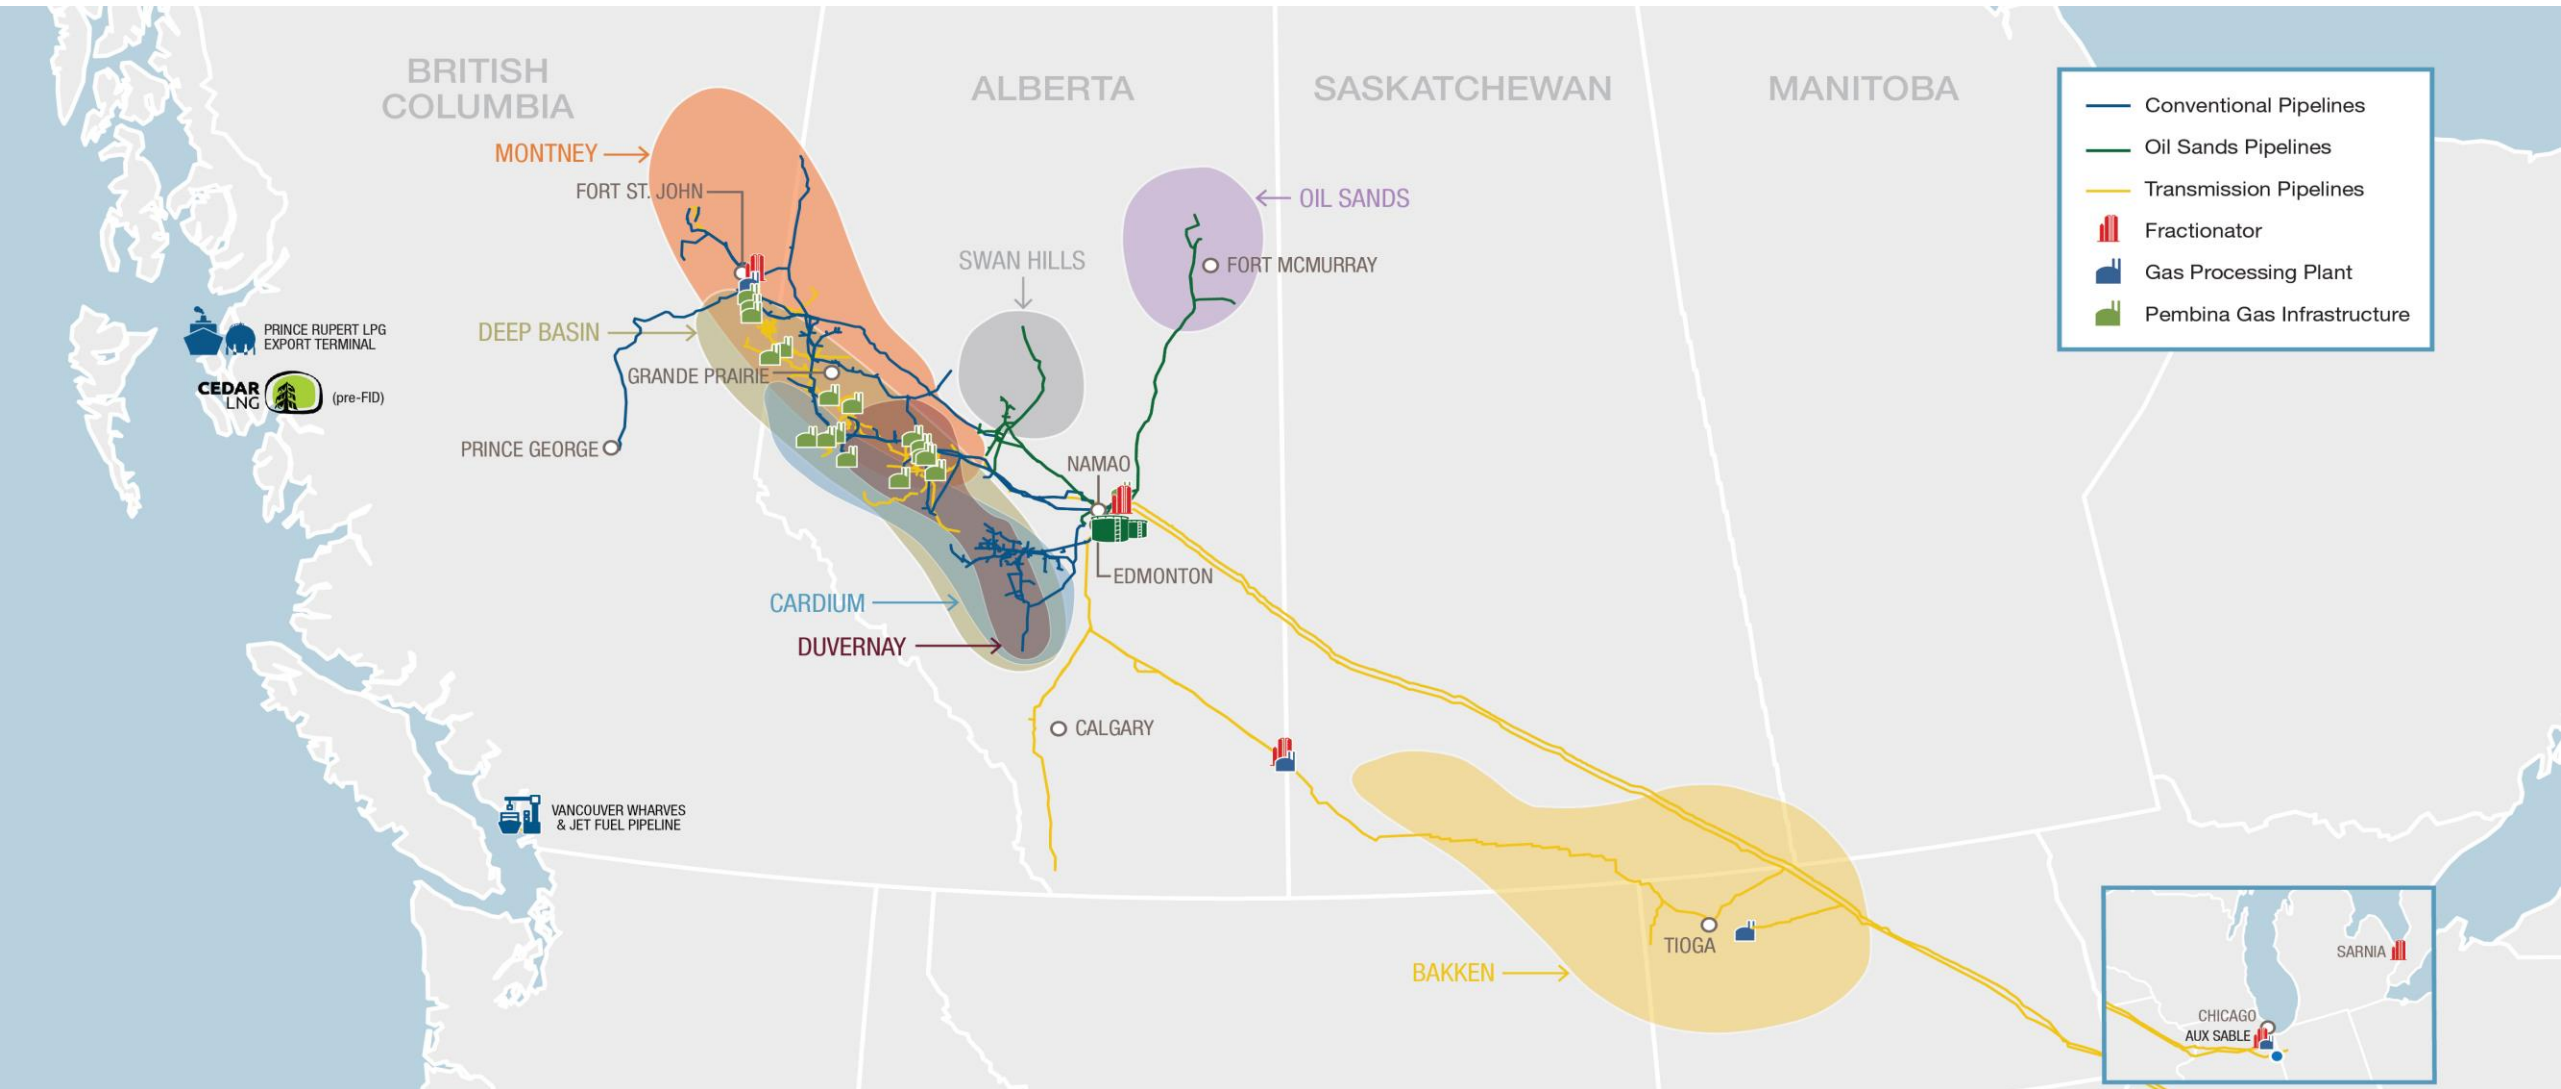 BRITISH
COLUMBIA
ALBERTA
SASKATCHEWAN
MANITOBA
Conventional Pipelines
Oil Sands Pipelines
Transmission Pipelines
Fractionator
Gas Processing Plant
Pembina Gas Infrastructure
MONTNEY
FORT ST. JOHN
OIL SANDS
SWAN HILLS
FORT MCMURRAY
PRINCE RUPERT LPG
EXPORT TERMINAL
DEEP BASIN
GRANDE PRAIRIE
CEDAR
LNG
(pre-FID)
PRINCE GEORGE
NAMAO
EDMONTON
CARDIUM
DUVERNAY
CALGARY
VANCOUVER WHARVES
& JET FUEL PIPELINE
TIOGA
BAKKEN
SARNIA
CHICAGO
AUX SABLE